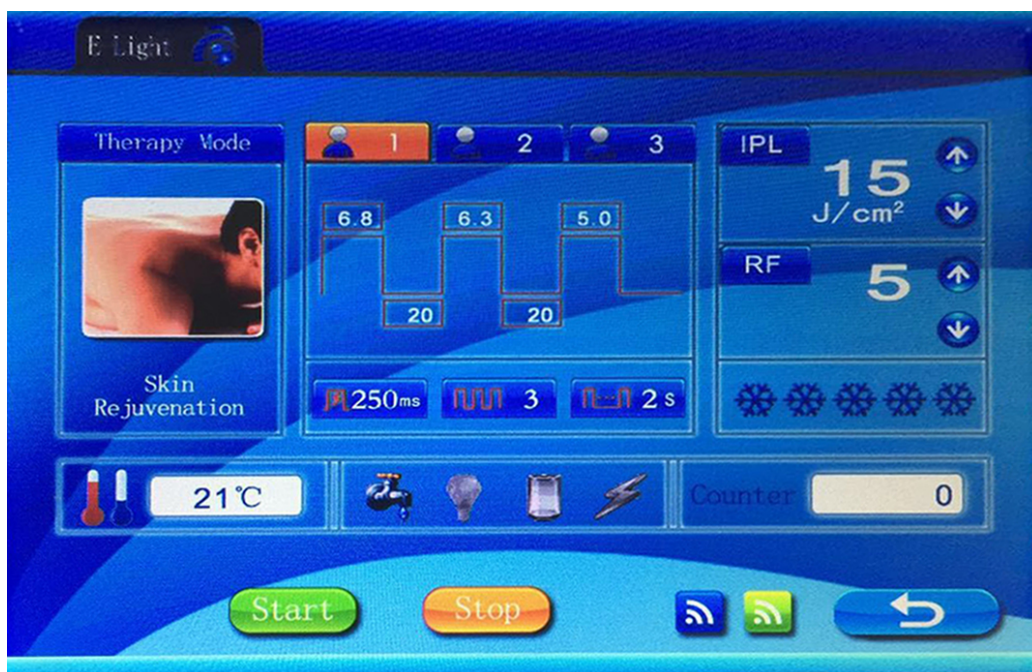 E Light
Therapy Mode
1
2
3
IPL
15
J/cm²
6.8
6.3
5.0
RF
5
20
20
Skin
Rejuvenation
250ms
3
2 s
21℃
Counter
0
Start
Stop